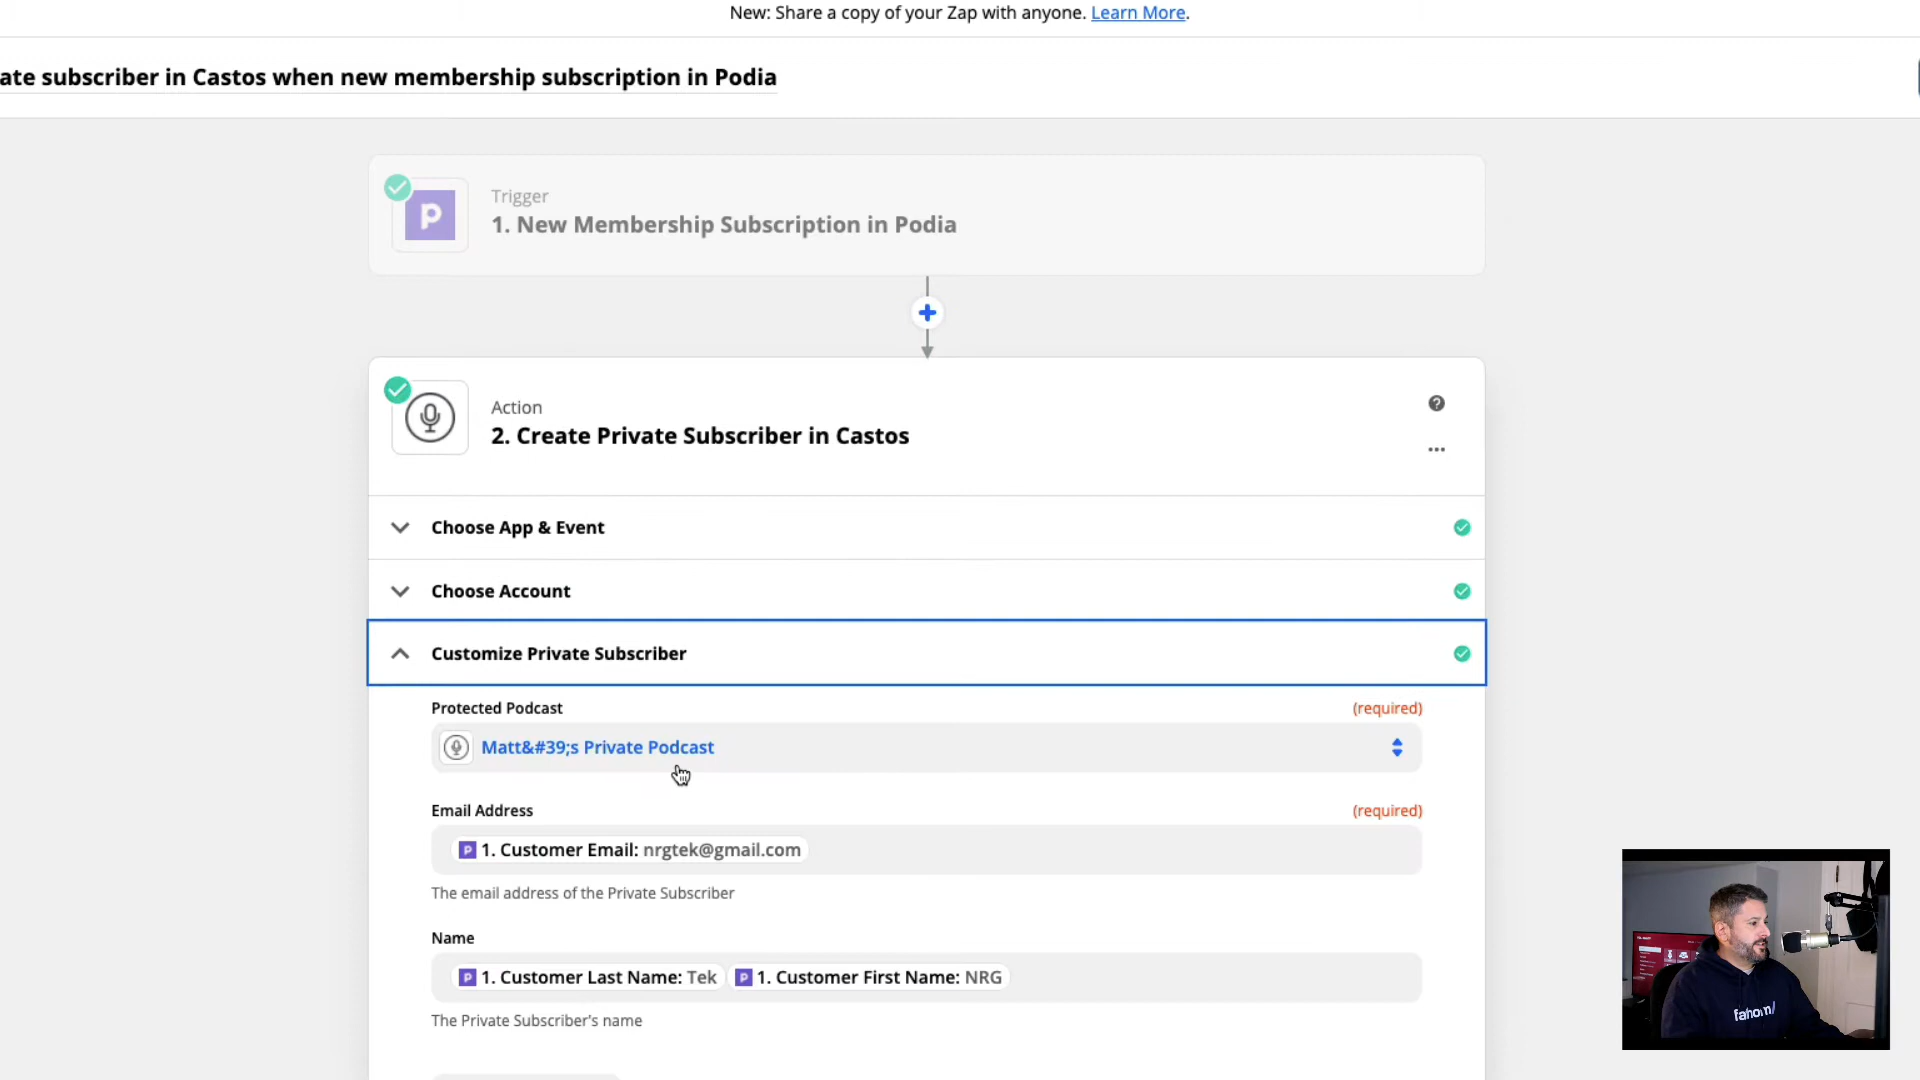 New: Share a copy of your Zap with anyone. Learn More.
ate subscriber in Castos when new membership subscription in Podia
Trigger
1. New Membership Subscription in Podia
Action
2. Create Private Subscriber in Castos
Choose App & Event
Choose Account
Customize Private Subscriber
Protected Podcast (required)
Matt&#39;s Private Podcast
Email Address (required)
1. Customer Email: nrgtek@gmail.com
The email address of the Private Subscriber
Name
1. Customer Last Name: Tek 1. Customer First Name: NRG
The Private Subscriber's name
fathom/